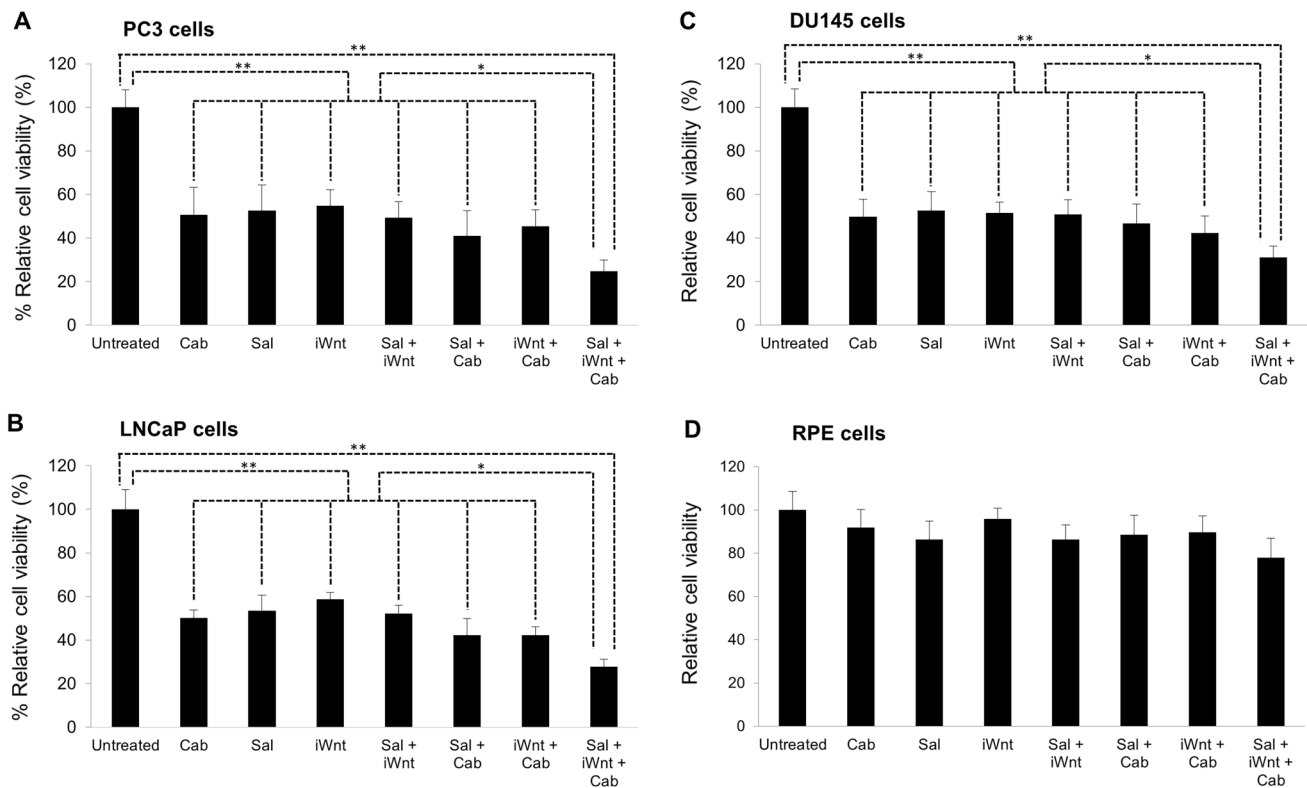 A
PC3 cells
% Relative cell viability (%)
120
100
80
60
40
20
0
**
**
*
Untreated
Cab
Sal
iWnt
Sal +
iWnt
Sal +
Cab
iWnt +
Cab
Sal +
iWnt +
Cab
B
LNCaP cells
% Relative cell viability (%)
120
100
80
60
40
20
0
**
**
*
Untreated
Cab
Sal
iWnt
Sal +
iWnt
Sal +
Cab
iWnt +
Cab
Sal +
iWnt +
Cab
C
DU145 cells
Relative cell viability (%)
120
100
80
60
40
20
0
**
**
*
Untreated
Cab
Sal
iWnt
Sal +
iWnt
Sal +
Cab
iWnt +
Cab
Sal +
iWnt +
Cab
D
RPE cells
Relative cell viability
120
100
80
60
40
20
0
Untreated
Cab
Sal
iWnt
Sal +
iWnt
Sal +
Cab
iWnt +
Cab
Sal +
iWnt +
Cab